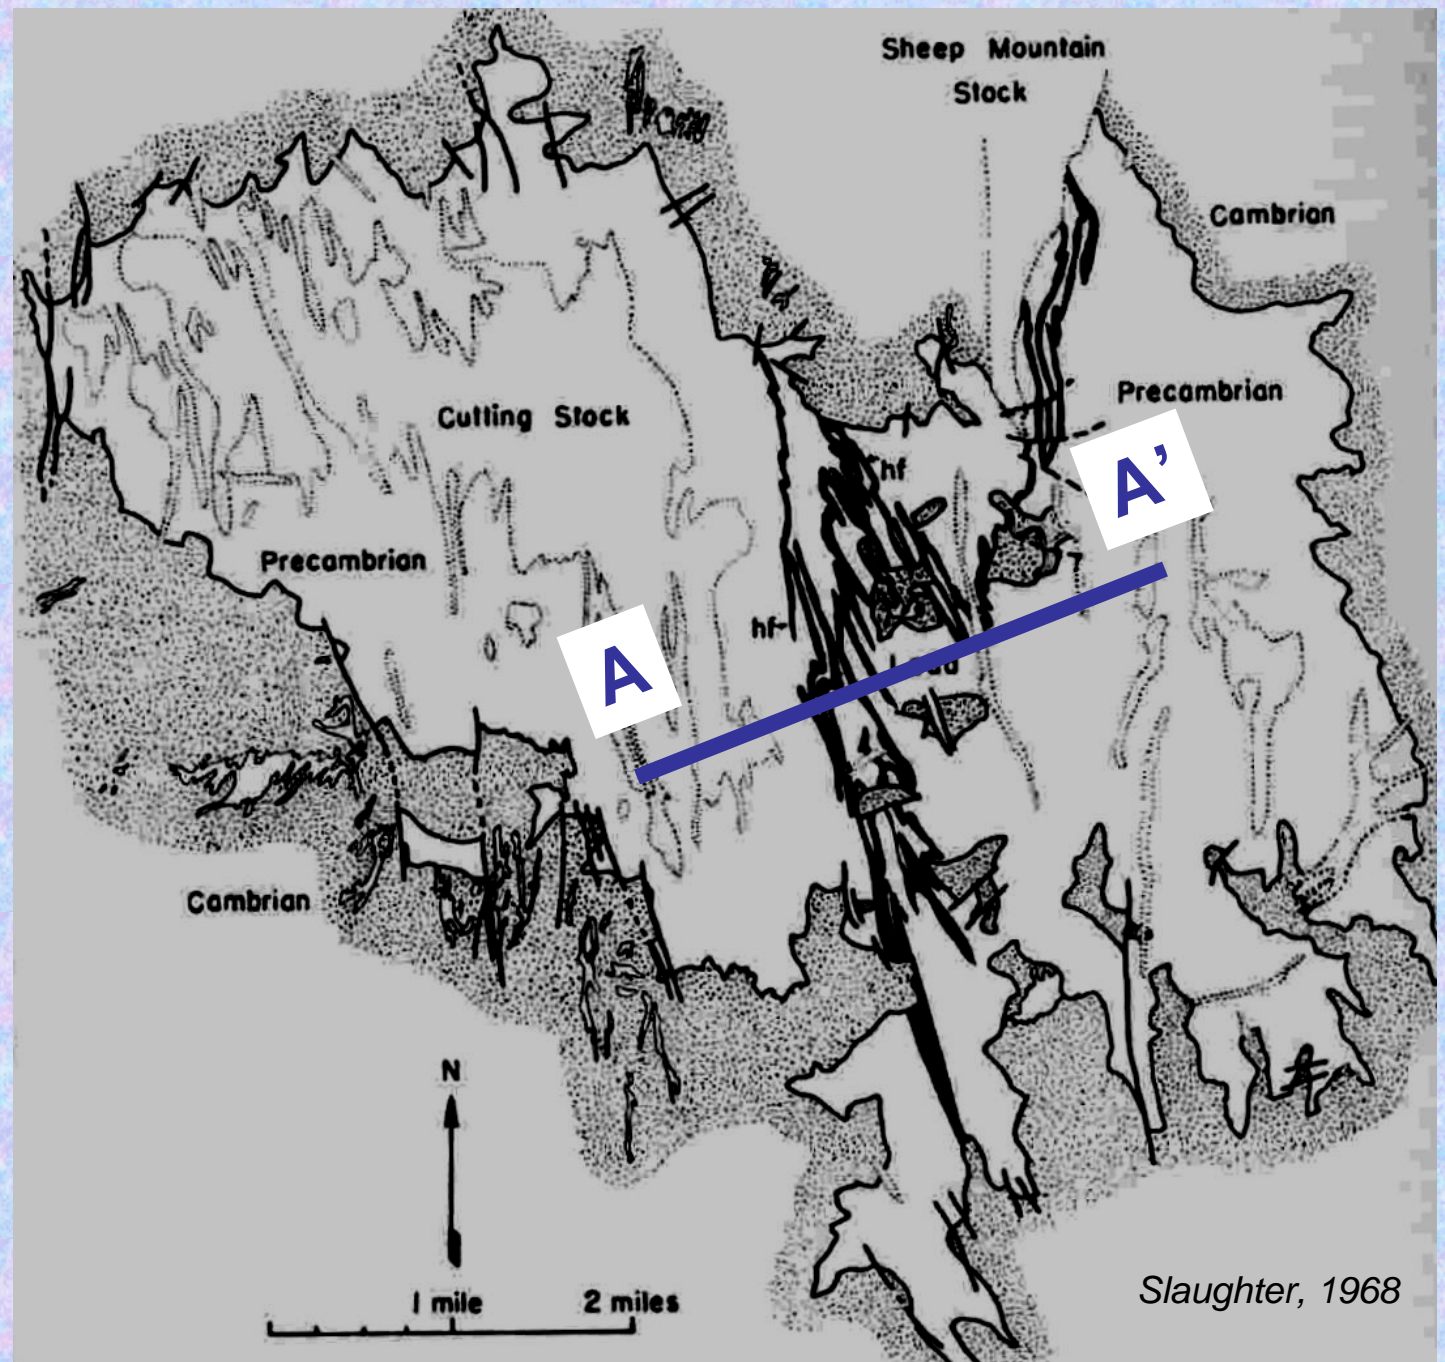 Sheep Mountain
Stock
Cambrian
Precambrian
Cutting Stock
A’
hf
Precambrian
hf
A
Cambrian
N
1 mile
2 miles
Slaughter, 1968